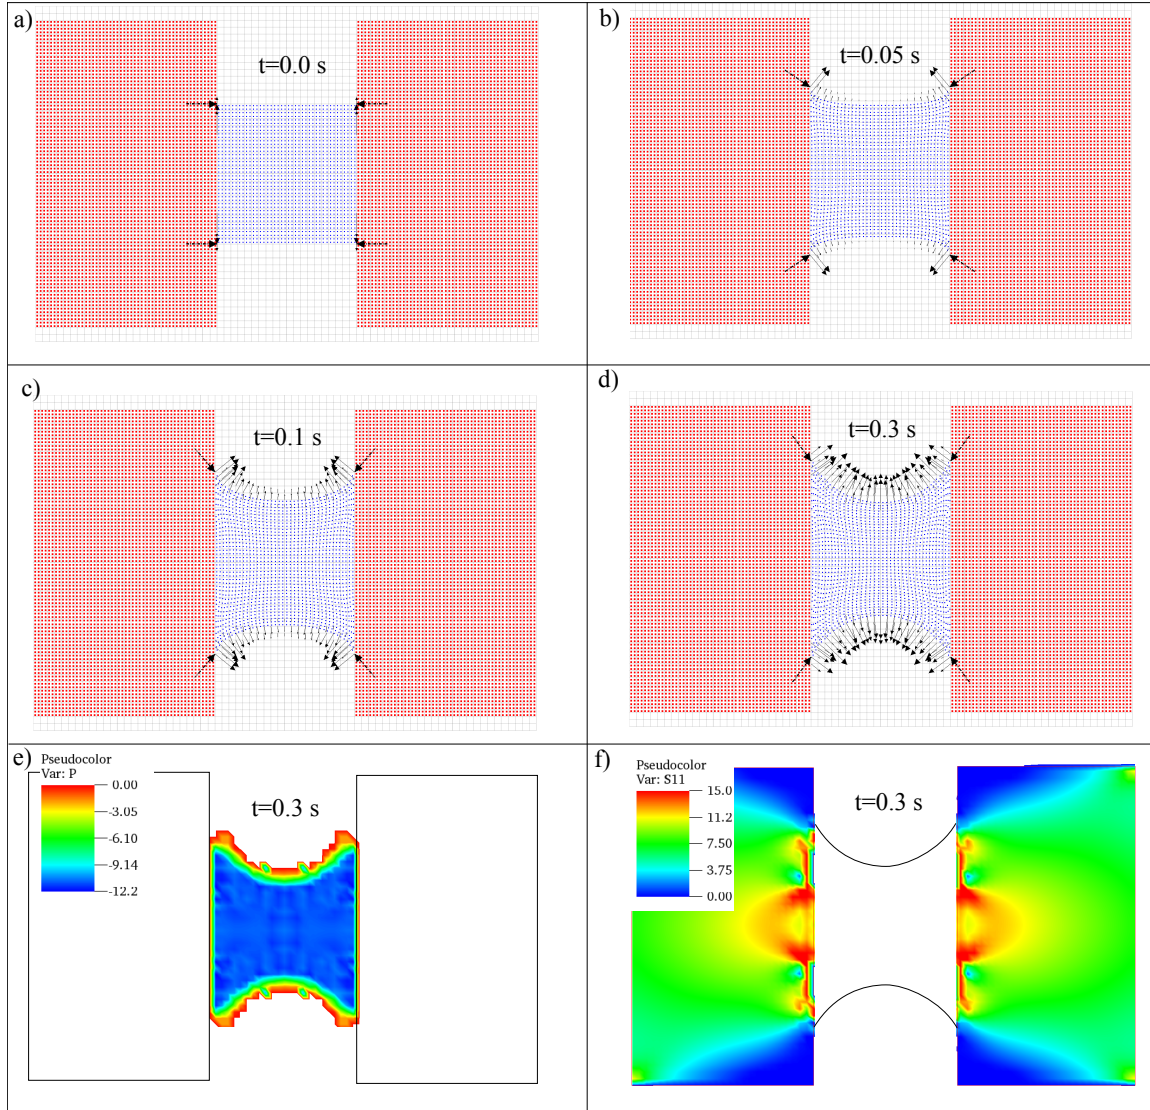 a)
t=0.0 s
b)
t=0.05 s
c)
t=0.1 s
d)
t=0.3 s
e)
Pseudocolor
Var: P
0.00
-3.05
-6.10
-9.14
-12.2
t=0.3 s
f)
Pseudocolor
Var: S11
15.0
11.2
7.50
3.75
0.00
t=0.3 s